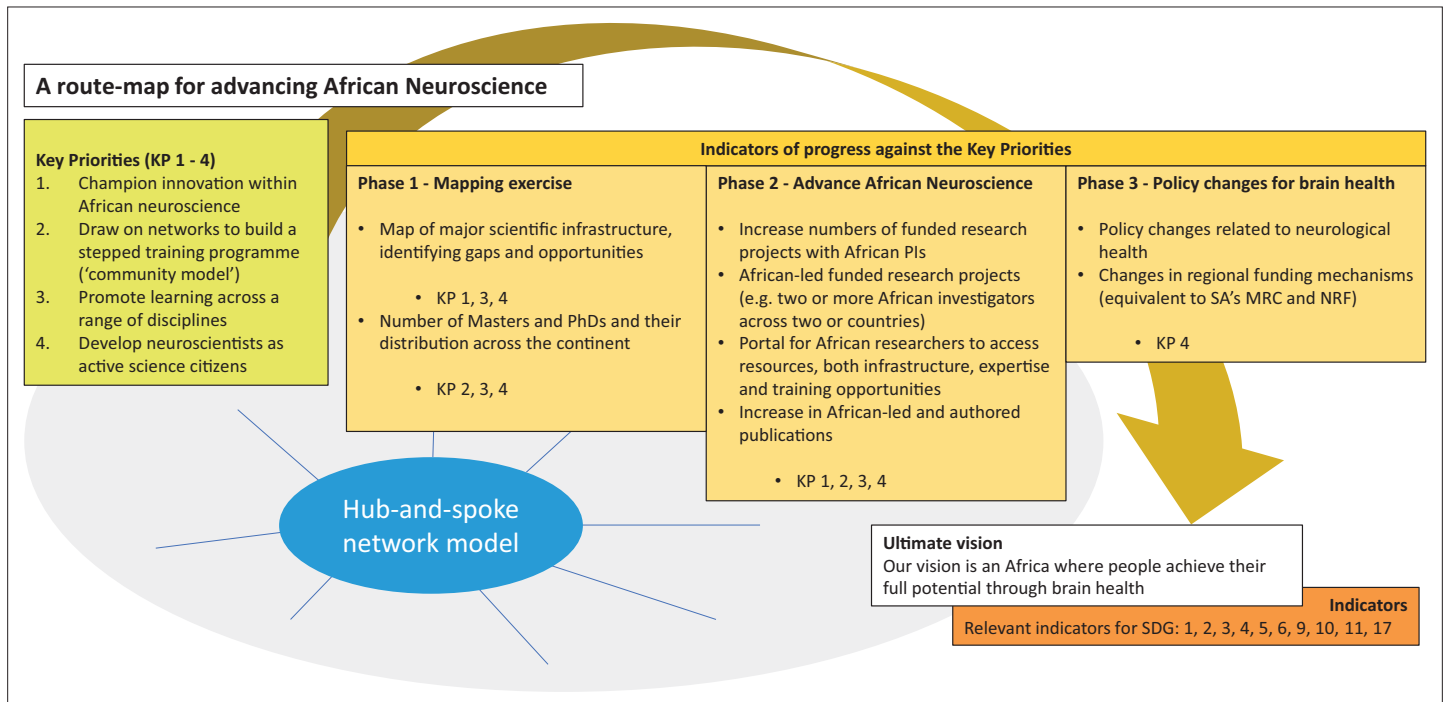 A route-map for advancing African Neuroscience
Key Priorities (KP 1 - 4)
1. Champion innovation within
African neuroscience
2. Draw on networks to build a
stepped training programme
(‘community model’)
3. Promote learning across a
range of disciplines
4. Develop neuroscientists as
active science citizens
Indicators of progress against the Key Priorities
Phase 1 - Mapping exercise
• Map of major scientific infrastructure,
identifying gaps and opportunities
• KP 1, 3, 4
• Number of Masters and PhDs and their
distribution across the continent
• KP 2, 3, 4
Phase 2 - Advance African Neuroscience
• Increase numbers of funded research
projects with African PIs
• African-led funded research projects
(e.g. two or more African investigators
across two or countries)
• Portal for African researchers to access
resources, both infrastructure, expertise
and training opportunities
• Increase in African-led and authored
publications
• KP 1, 2, 3, 4
Phase 3 - Policy changes for brain health
• Policy changes related to neurological
health
• Changes in regional funding mechanisms
(equivalent to SA’s MRC and NRF)
• KP 4
Hub-and-spoke
network model
Ultimate vision
Our vision is an Africa where people achieve their
full potential through brain health
Indicators
Relevant indicators for SDG: 1, 2, 3, 4, 5, 6, 9, 10, 11, 17